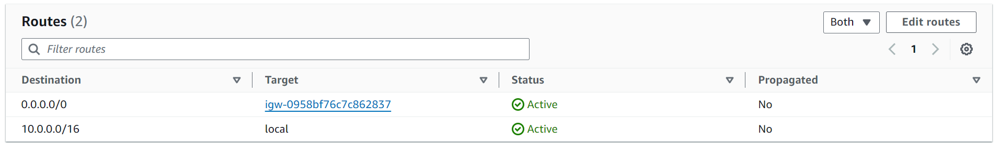 Routes (2)
Both
Edit routes
Filter routes
1
Destination Target Status Propagated
0.0.0.0/0 igw-0958bf76c7c862837 Active No
10.0.0.0/16 local Active No